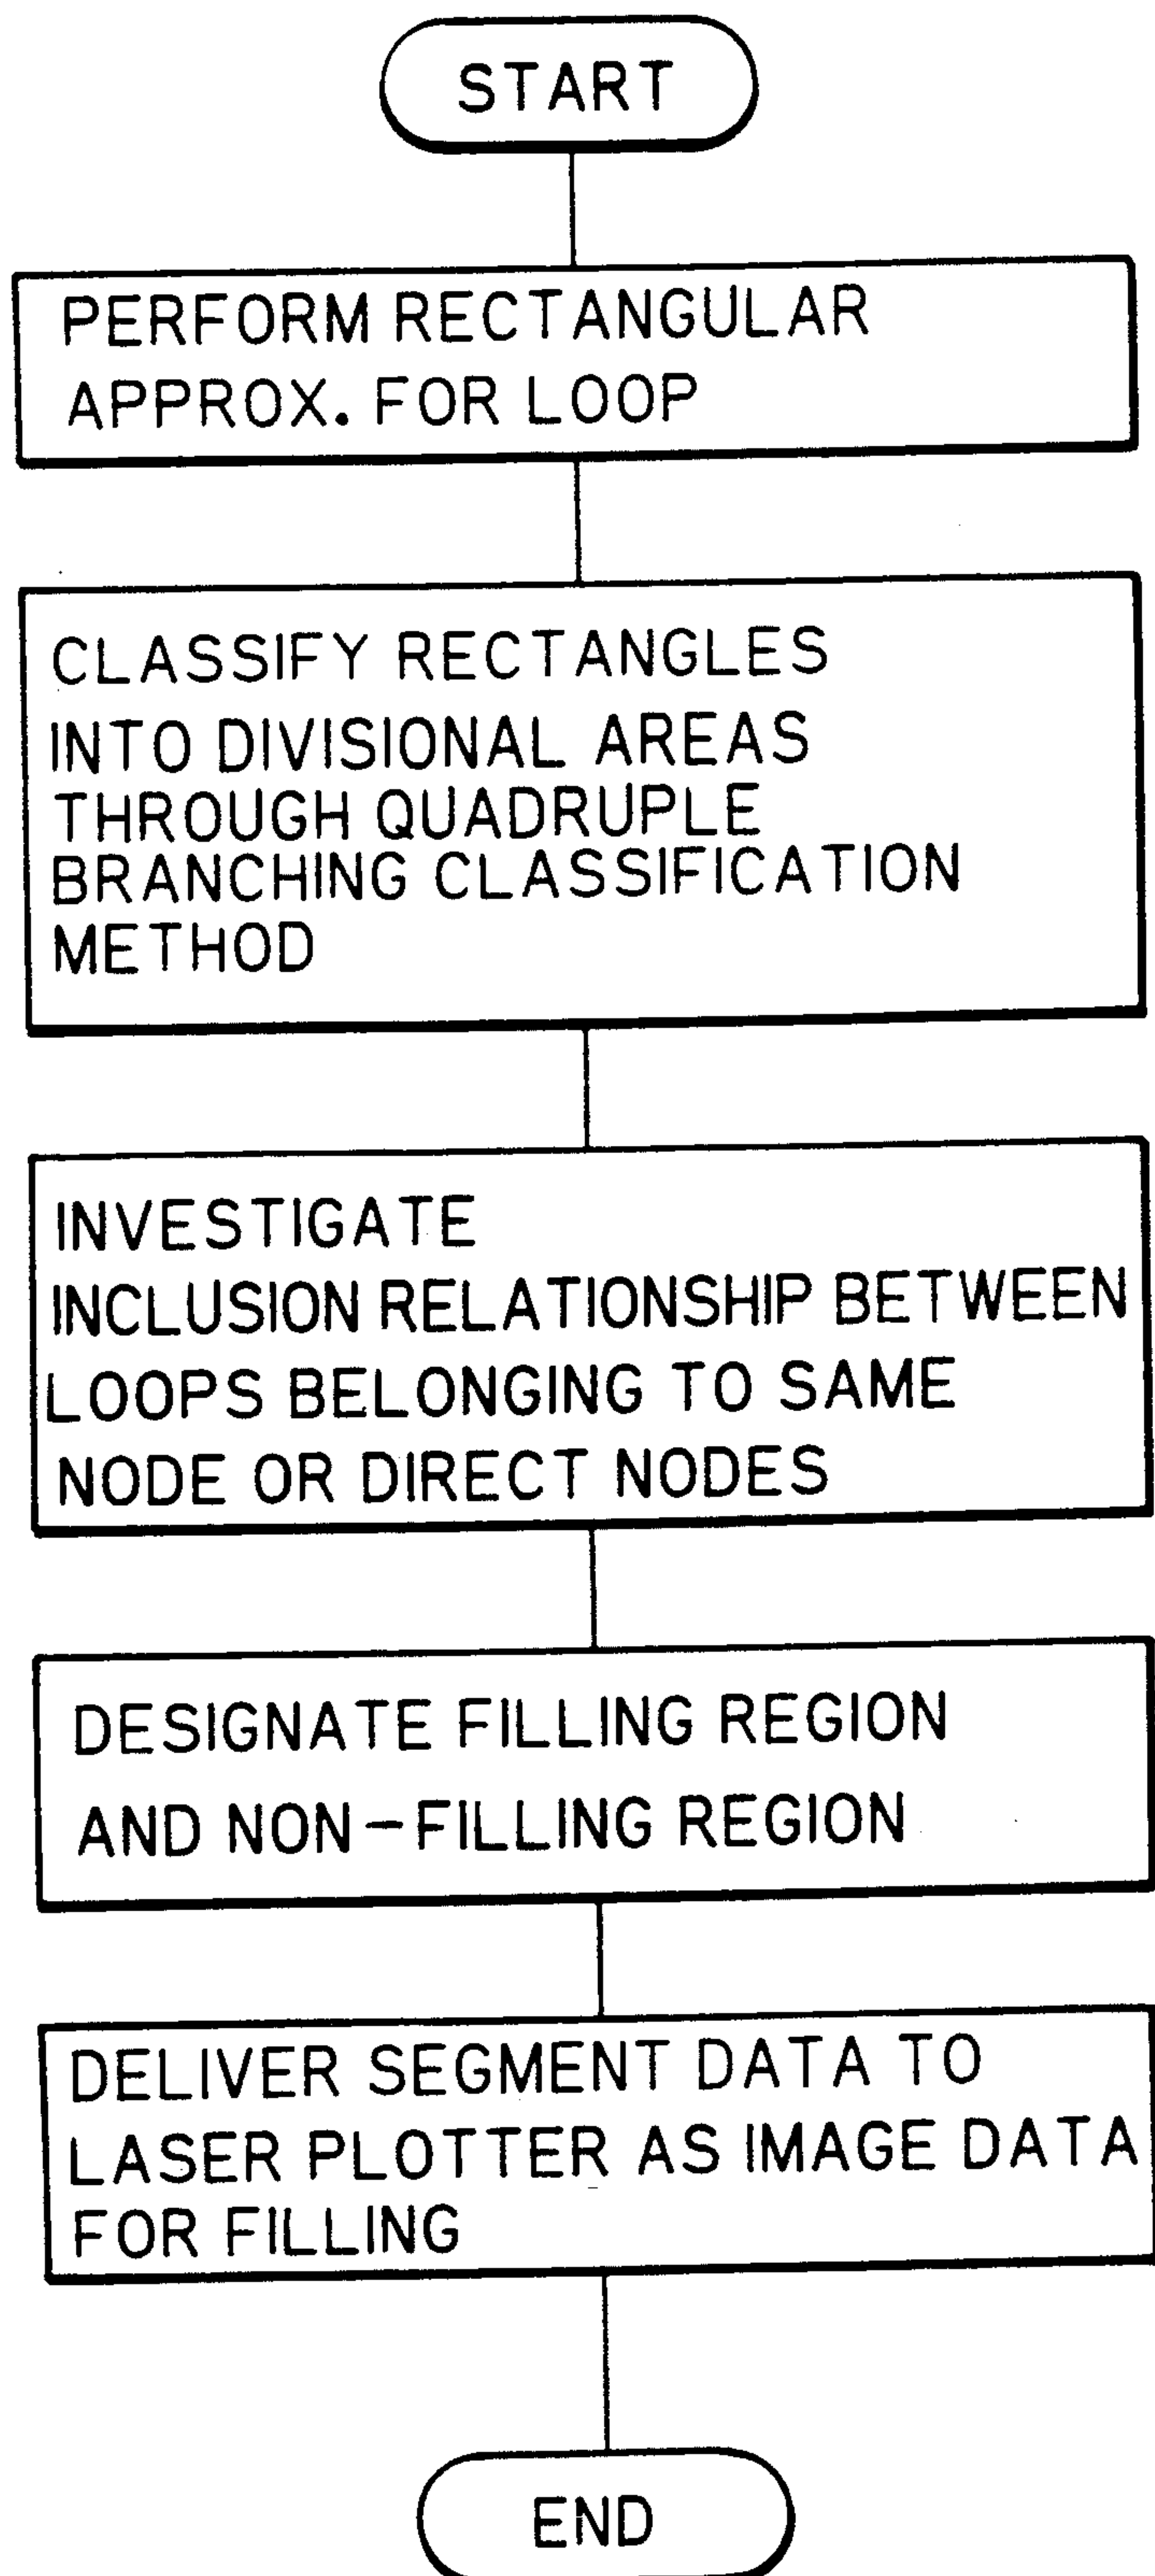 START
PERFORM RECTANGULAR
APPROX. FOR LOOP
CLASSIFY RECTANGLES
INTO DIVISIONAL AREAS
THROUGH QUADRUPLE
BRANCHING CLASSIFICATION
METHOD
INVESTIGATE
INCLUSION RELATIONSHIP BETWEEN
LOOPS BELONGING TO SAME
NODE OR DIRECT NODES
DESIGNATE FILLING REGION
AND NON-FILLING REGION
DELIVER SEGMENT DATA TO
LASER PLOTTER AS IMAGE DATA
FOR FILLING
END